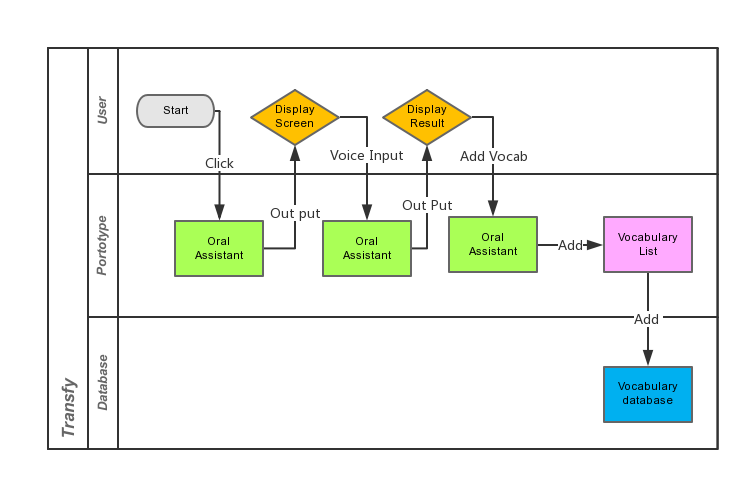 Transfy
User
Start
Display
Screen
Display
Result
Click
Voice Input
Add Vocab
Out put
Out Put
Portotype
Oral
Assistant
Oral
Assistant
Oral
Assistant
Add
Vocabulary
List
Add
Database
Vocabulary
database